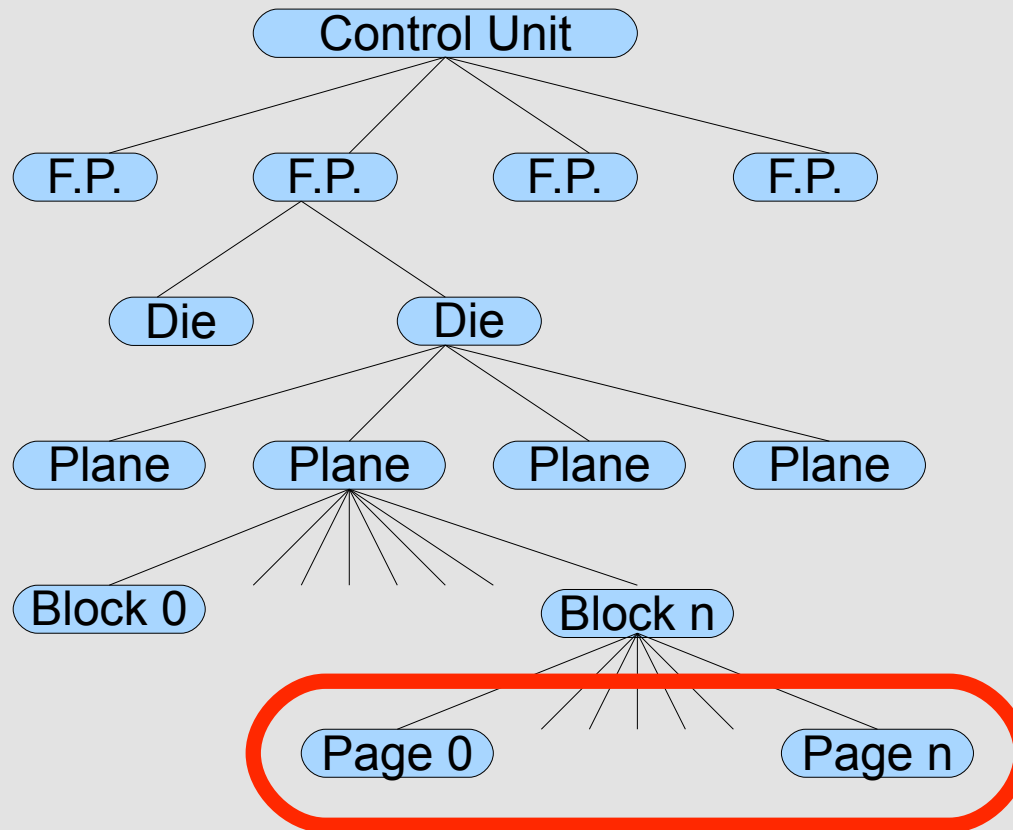 Control Unit
F.P. F.P. F.P. F.P.
Die Die
Plane Plane Plane Plane
Block 0 Block n
Page 0 Page n